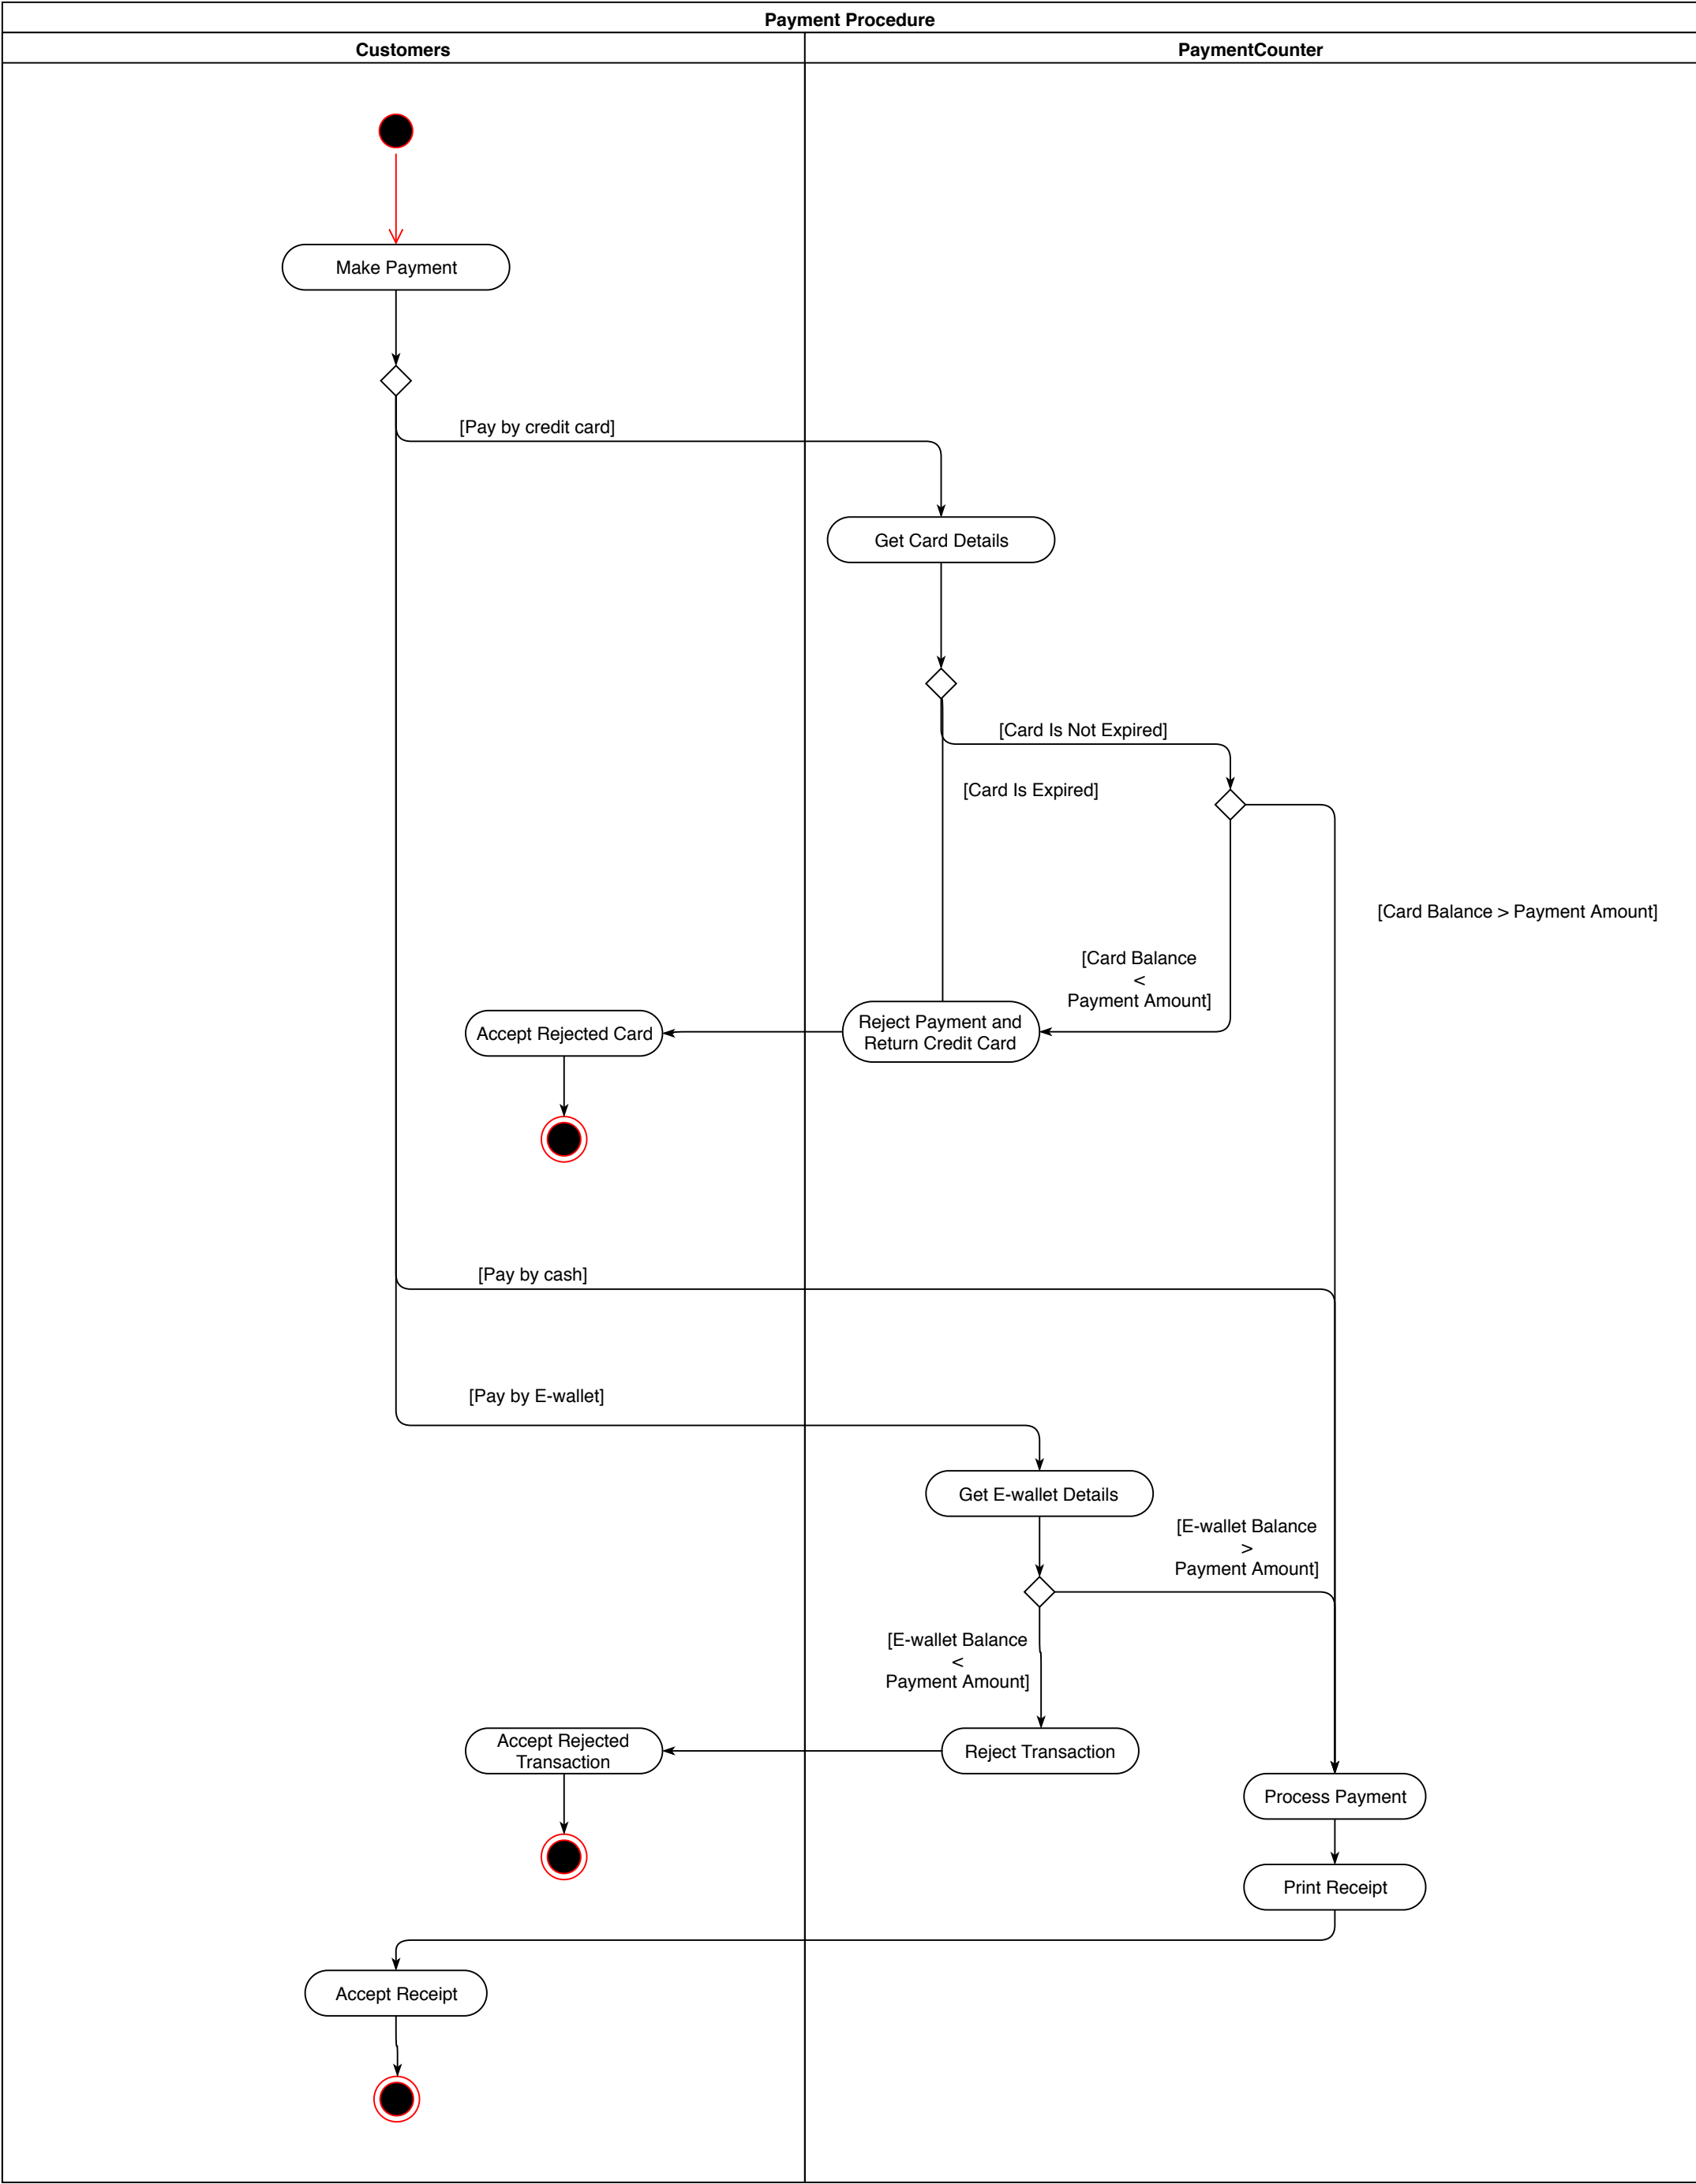 Payment Procedure
Customers
PaymentCounter
Make Payment
[Pay by credit card]
Get Card Details
[Card Is Not Expired]
[Card Is Expired]
[Card Balance > Payment Amount]
[Card Balance
<
Payment Amount]
Accept Rejected Card
Reject Payment and
Return Credit Card
[Pay by cash]
[Pay by E-wallet]
Get E-wallet Details
[E-wallet Balance
>
Payment Amount]
[E-wallet Balance
<
Payment Amount]
Accept Rejected
Transaction
Reject Transaction
Process Payment
Print Receipt
Accept Receipt